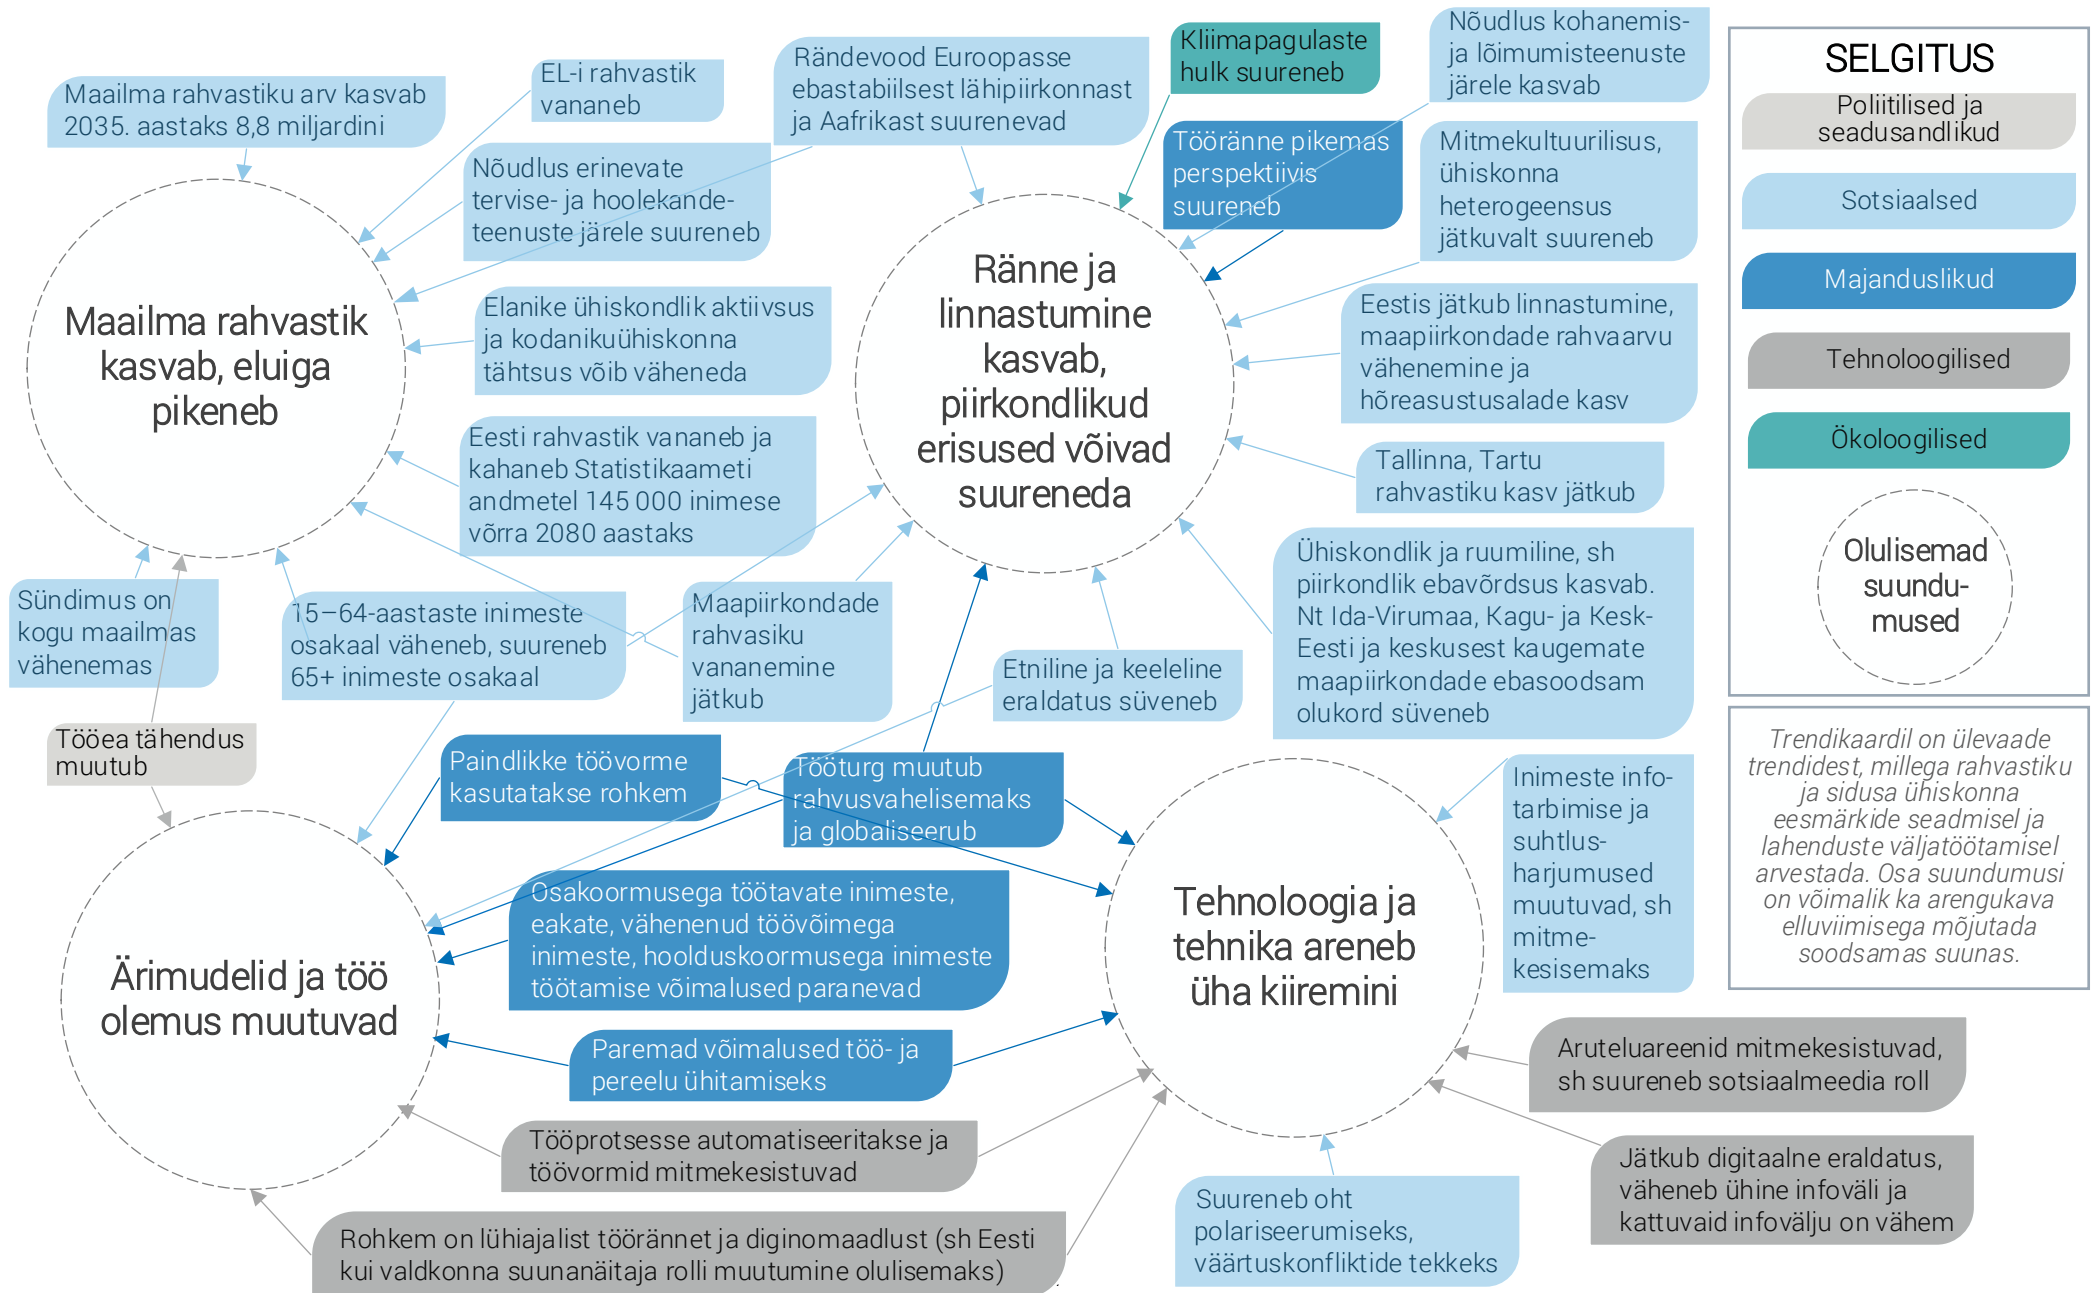 Maailma rahvastiku arv kasvab
2035. aastaks 8,8 miljardini
EL-i rahvastik
vananeb
Rändevood Euroopasse
ebastabiilsest lähipiirkonnast
ja Aafrikast suurenevad
Kliimapagulaste
hulk suureneb
Nõudlus kohanemis-
ja lõimumisteenuste
järele kasvab
Nõudlus erinevate
tervise- ja hoolekande-
teenuste järele suureneb
Tööränne pikemas
perspektiivis
suureneb
Mitmekultuurilisus,
ühiskonna
heterogeensus
jätkuvalt suureneb
Maailma rahvastik
kasvab, eluiga
pikeneb
Elanike ühiskondlik aktiivsus
ja kodanikuühiskonna
tähtsus võib väheneda
Ränne ja
linnastumine
kasvab,
piirkondlikud
erisused võivad
suureneda
Eestis jätkub linnastumine,
maapiirkondade rahvaarvu
vähenemine ja
hõreasustusalade kasv
Eesti rahvastik vananeb ja
kahaneb Statistikaameti
andmetel 145 000 inimese
võrra 2080 aastaks
Tallinna, Tartu
rahvastiku kasv jätkub
Sündimus on
kogu maailmas
vähenemas
15–64-aastaste inimeste
osakaal väheneb, suureneb
65+ inimeste osakaal
Maapiirkondade
rahvasiku
vananemine
jätkub
Etniline ja keeleline
eraldatus süveneb
Ühiskondlik ja ruumiline, sh
piirkondlik ebavõrdsus kasvab.
Nt Ida-Virumaa, Kagu- ja Kesk-
Eesti ja keskusest kaugemate
maapiirkondade ebasoodsam
olukord süveneb
Tööea tähendus
muutub
Paindlikke töövorme
kasutatakse rohkem
Tööturg muutub
rahvusvahelisemaks
ja globaliseerub
Inimeste info-
tarbimise ja
suhtlus-
harjumused
muutuvad, sh
mitme-
kesisemaks
Osakoormusega töötavate inimeste,
eakate, vähenenud töövõimega
inimeste, hoolduskoormusega inimeste
töötamise võimalused paranevad
Ärimudelid ja töö
olemus muutuvad
Tehnoloogia ja
tehnika areneb
üha kiiremini
Paremad võimalused töö- ja
pereelu ühitamiseks
Aruteluareenid mitmekesistuvad,
sh suureneb sotsiaalmeedia roll
Tööprotsesse automatiseeritakse ja
töövormid mitmekesistuvad
Jätkub digitaalne eraldatus,
väheneb ühine infoväli ja
kattuvaid infovälju on vähem
Suureneb oht
polariseerumiseks,
väärtuskonfliktide tekkeks
Rohkem on lühiajalist töörännet ja diginomaadlust (sh Eesti
kui valdkonna suunanäitaja rolli muutumine olulisemaks)
SELGITUS
Poliitilised ja
seadusandlikud
Sotsiaalsed
Majanduslikud
Tehnoloogilised
Ökoloogilised
Olulisemad
suundu-
mused
Trendikaardil on ülevaade
trendidest, millega rahvastiku
ja sidusa ühiskonna
eesmärkide seadmisel ja
lahenduste väljatöötamisel
arvestada. Osa suundumusi
on võimalik ka arengukava
elluviimisega mõjutada
soodsamas suunas.